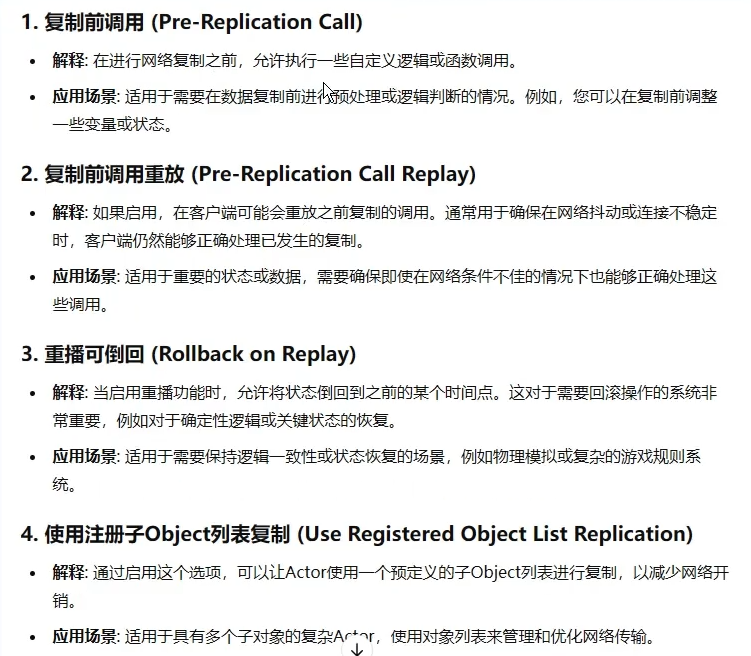 1. 复制前调用 (Pre-Replication Call)
解释: 在进行网络复制之前，允许执行一些自定义逻辑或函数调用。
应用场景: 适用于需要在数据复制前进行预处理或逻辑判断的情况。例如，您可以在复制前调整
一些变量或状态。
2. 复制前调用重放 (Pre-Replication Call Replay)
解释: 如果启用，在客户端可能会重放之前复制的调用。通常用于确保在网络抖动或连接不稳定
时，客户端仍然能够正确处理已发生的复制。
应用场景: 适用于重要的状态或数据，需要确保即使在网络条件不佳的情况下也能够正确处理这
些调用。
3. 重播可倒回 (Rollback on Replay)
解释: 当启用重播功能时，允许将状态倒回到之前的某个时间点。这对于需要回滚操作的系统非
常重要，例如对于确定性逻辑或关键状态的恢复。
应用场景: 适用于需要保持逻辑一致性或状态恢复的场景，例如物理模拟或复杂的游戏规则系
统。
4. 使用注册子Object列表复制 (Use Registered Object List Replication)
解释: 通过启用这个选项，可以让Actor使用一个预定义的子Object列表进行复制，以减少网络开
销。
应用场景: 适用于具有多个子对象的复杂Actor，使用对象列表来管理和优化网络传输。